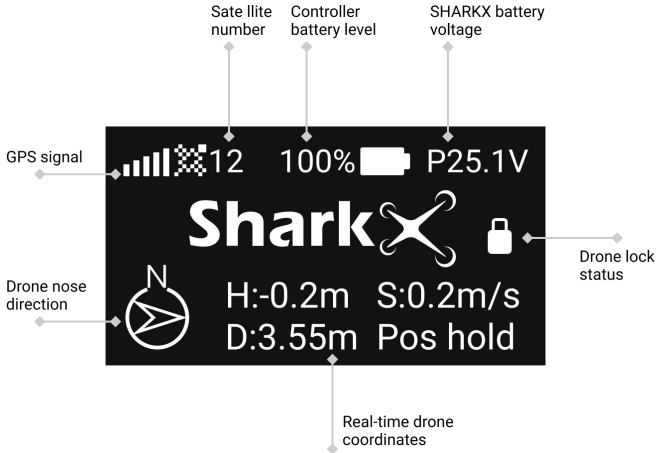 Sate llite
number
Controller
battery level
SHARKX battery
voltage
GPS signal
12
100%
P25.1V
SharkX
Drone lock
status
Drone nose
direction
N
H:-0.2m
S:0.2m/s
D:3.55m
Pos hold
Real-time drone
coordinates